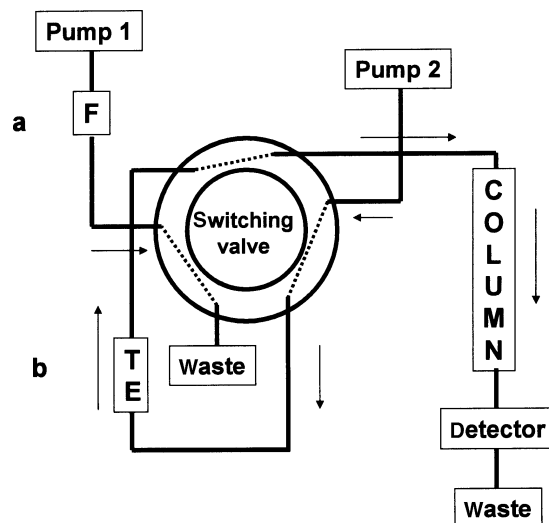 Pump 1
Pump 2
F
a
Switching
valve
C
O
L
U
M
N
b
T
E
Waste
Detector
Waste